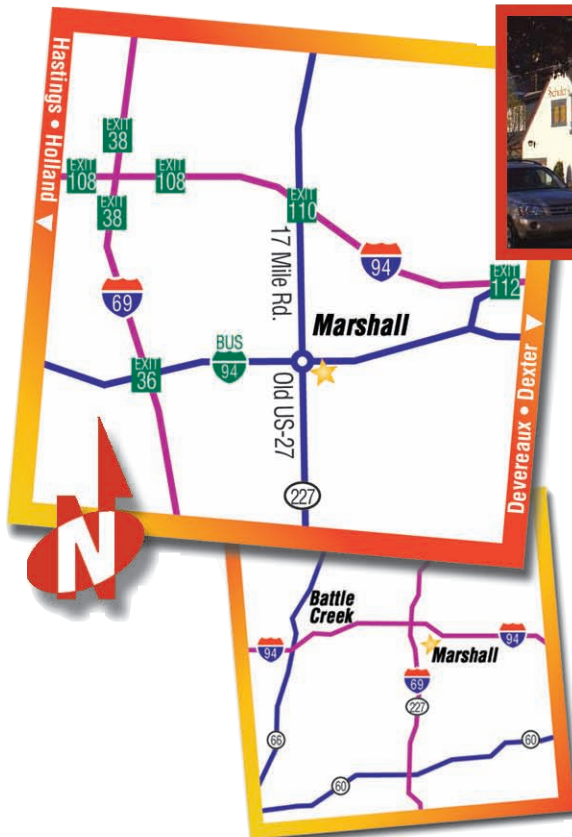 Hastings • Holland
EXIT 38
EXIT 108
EXIT 108
EXIT 38
EXIT 110
17 Mile Rd.
94
EXIT 112
69
Marshall
BUS 94
EXIT 36
Old US-27
227
Devereaux • Dexter
N
Battle
Creek
94
94
Marshall
69
227
66
60
60